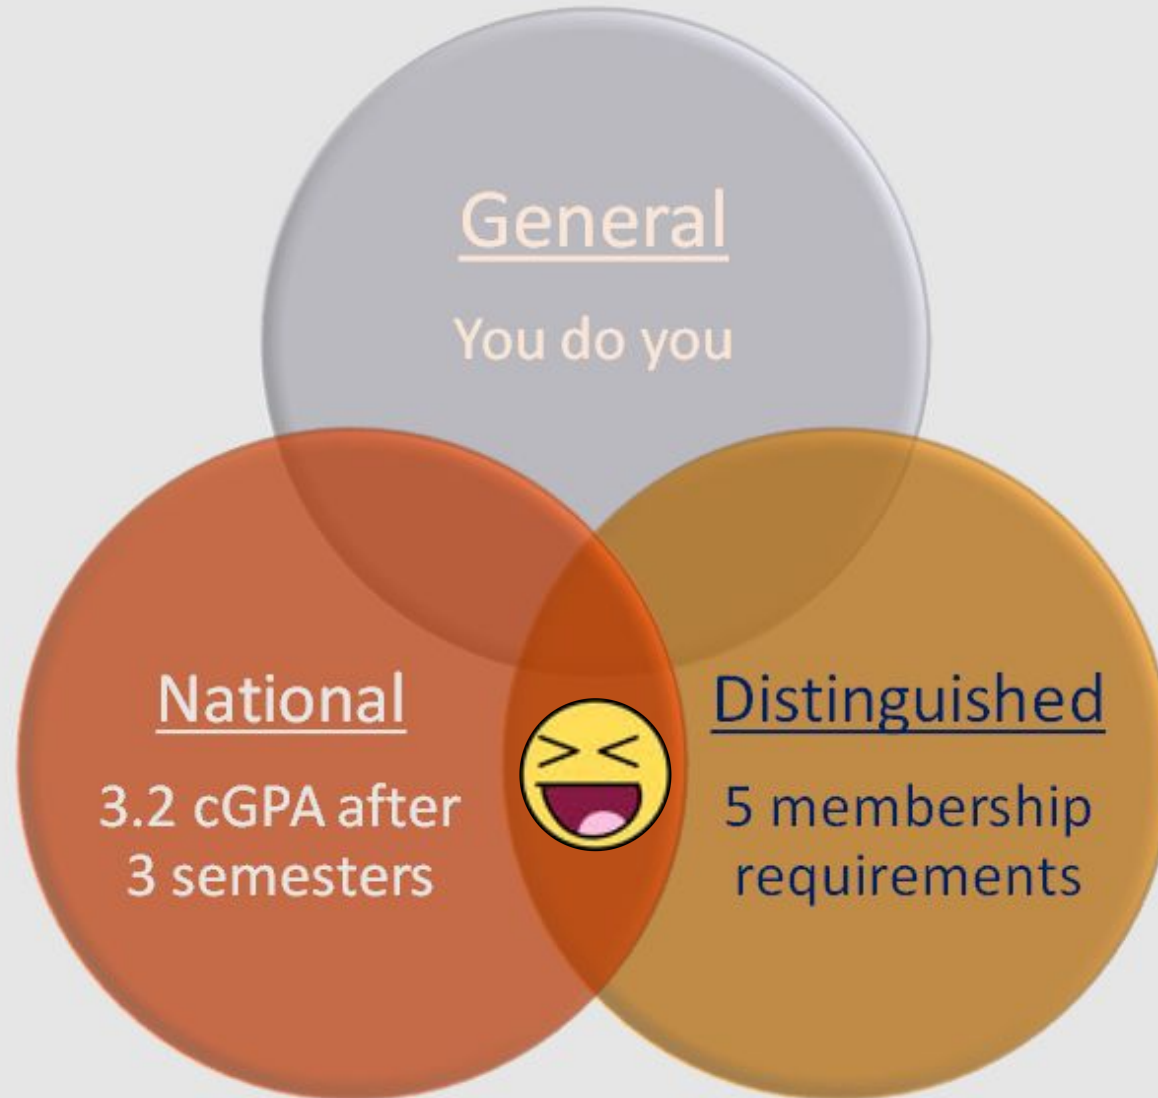 General
You do you
National
3.2 cGPA after
3 semesters
Distinguished
5 membership
requirements